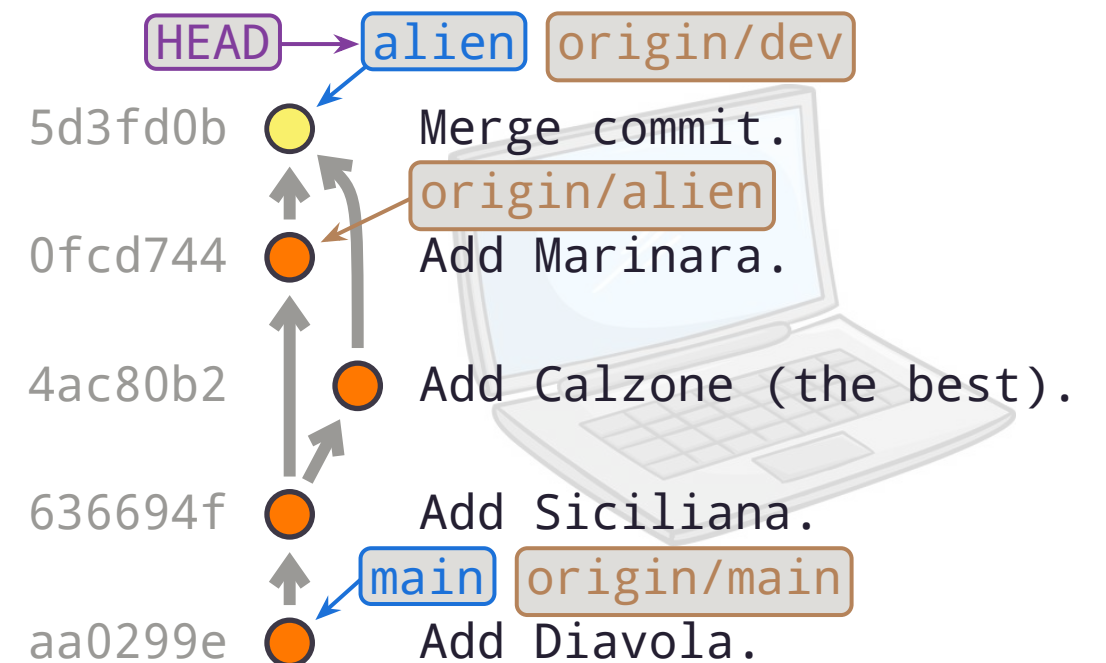 HEAD alien origin/dev
5d3fd0b Merge commit.
origin/alien
0fcd744 Add Marinara.
4ac80b2 Add Calzone (the best).
636694f Add Siciliana.
main origin/main
aa0299e Add Diavola.